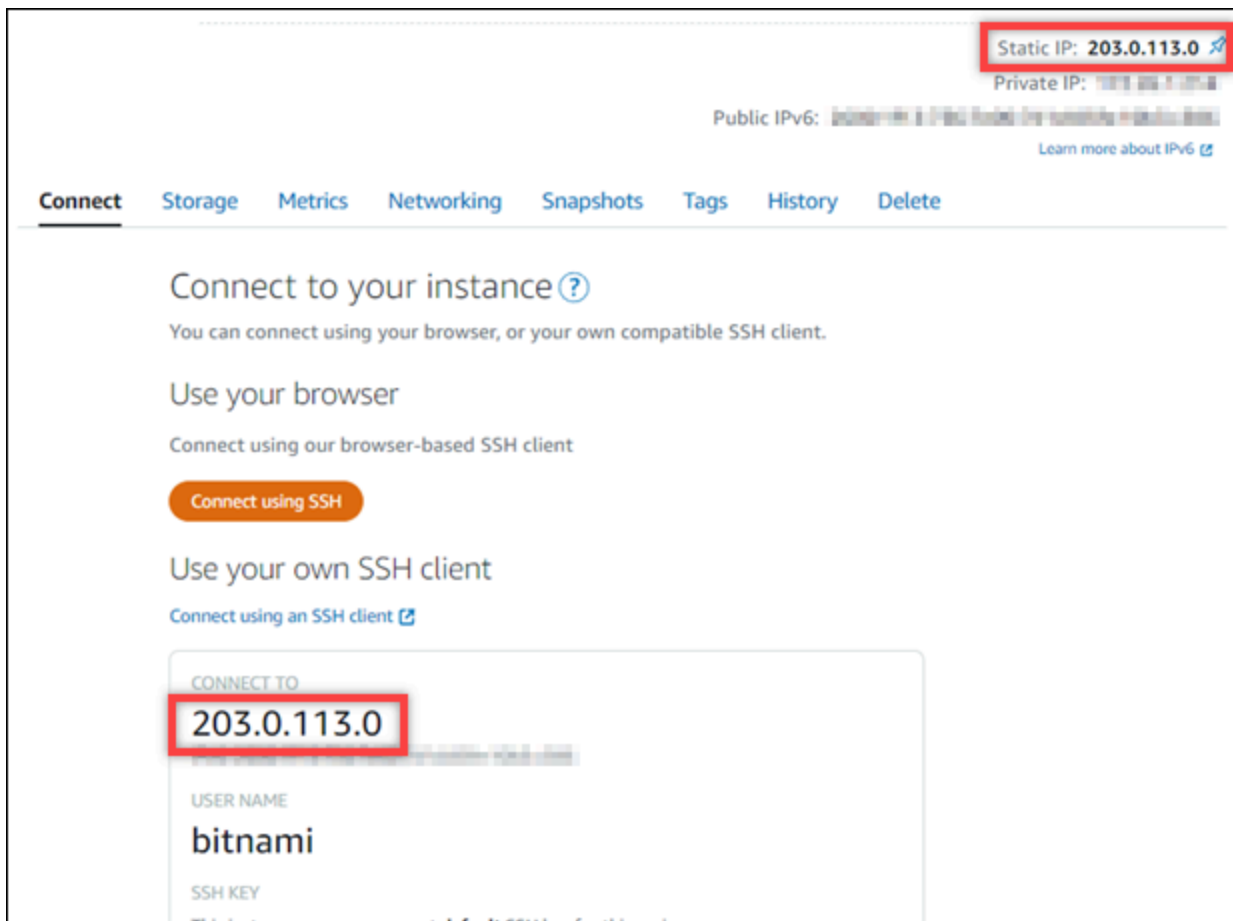 Static IP: 203.0.113.0
Private IP:
Public IPv6:
Learn more about IPv6
Connect Storage Metrics Networking Snapshots Tags History Delete
Connect to your instance ?
You can connect using your browser, or your own compatible SSH client.
Use your browser
Connect using our browser-based SSH client
Connect using SSH
Use your own SSH client
Connect using an SSH client
CONNECT TO
203.0.113.0
USER NAME
bitnami
SSH KEY